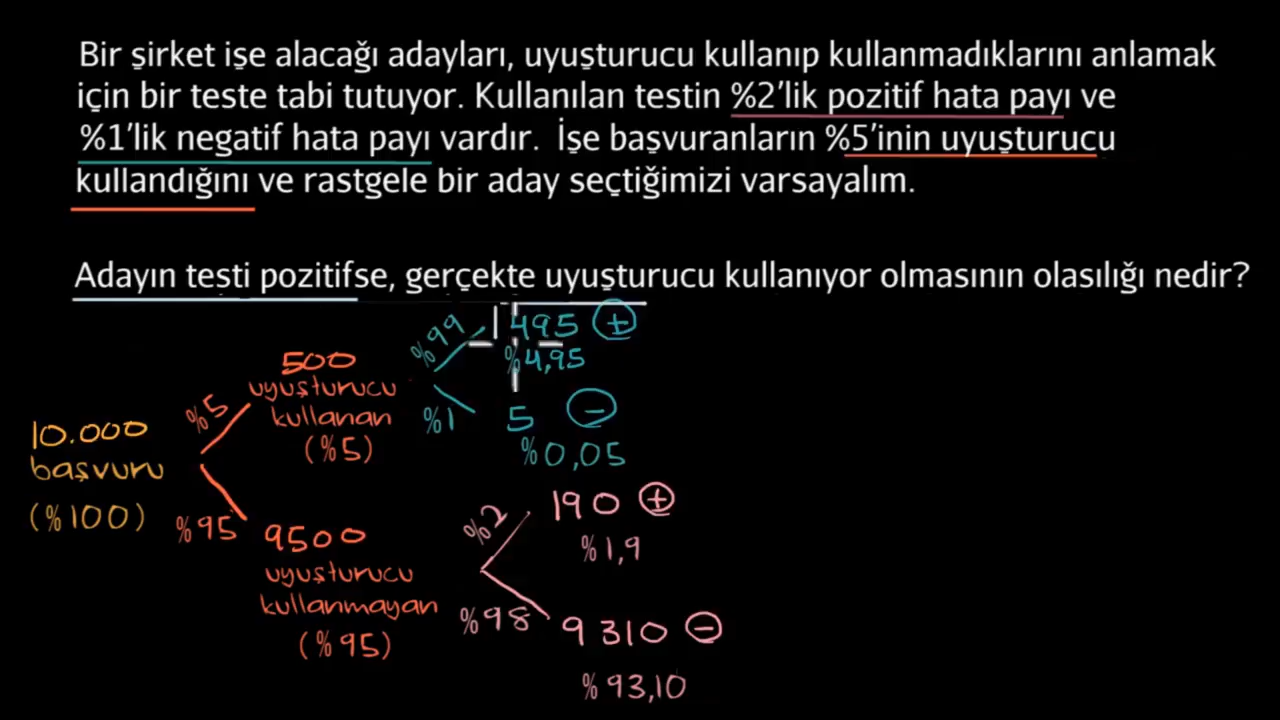 Bir şirket işe alacağı adayları, uyuşturucu kullanıp kullanmadıklarını anlamak
için bir teste tabi tutuyor. Kullanılan testin %2'lik pozitif hata payı ve
%1'lik negatif hata payı vardır. İşe başvuranların %5'inin uyuşturucu
kullandığını ve rastgele bir aday seçtiğimizi varsayalım.
Adayın testi pozitifse, gerçekte uyuşturucu kullanıyor olmasının olasılığı nedir?
%99
495 +
%4,95
500
uyuşturucu
kullanan
(%5)
%5
%1
5 -
%0,05
10.000
başvuru
(%100)
%95
9500
uyuşturucu
kullanmayan
(%95)
%2
190 +
%1,9
%98
9310 -
%93,10